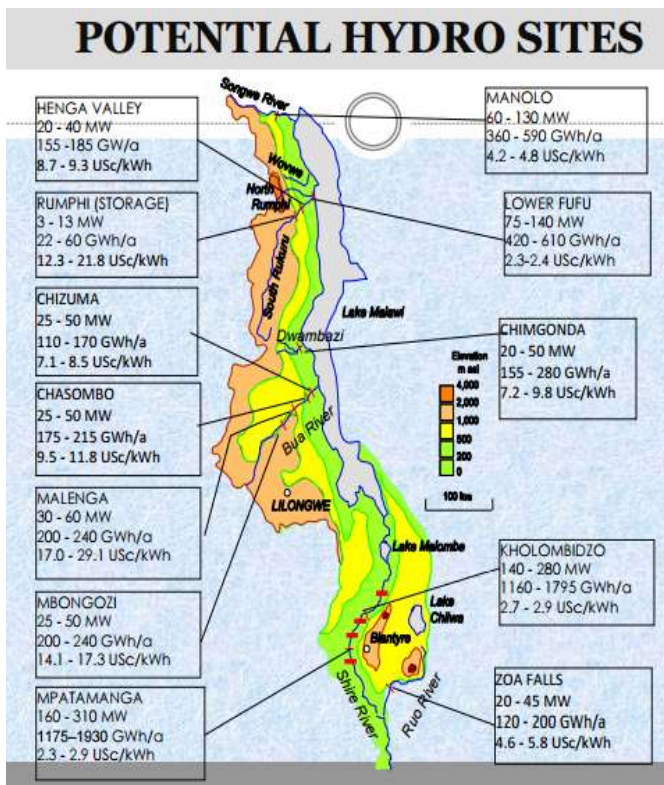 POTENTIAL HYDRO SITES
HENGA VALLEY
20 - 40 MW
155 -185 GW/a
8.7 - 9.3 USc/kWh
RUMPHI (STORAGE)
3 - 13 MW
22 - 60 GWh/a
12.3 - 21.8 USc/kWh
CHIZUMA
25 - 50 MW
110 - 170 GW/a
7.1 - 8.5 USc/kWh
CHASOMBO
25 - 50 MW
175 - 215 GW/a
9.5 - 11.8 USc/kWh
MALENGA
30 - 60 MW
200 - 240 GW/a
17.0 - 29.1 USc/kWh
MBONGOZI
25 - 50 MW
200 - 240 GW/a
14.1 - 17.3 USc/kWh
MPATAMANGA
160 - 310 MW
1175–1930 GW/a
2.3 - 2.9 USc/kWh
Songwe River
Wovwe
North
Rumphi
South Rukuru
Lake Malawi
Dwambazi
Bua River
LILONGWE
Lake Malombe
Lake
Chilwa
Blantyre
Shire River
Ruo River
Elevation
m asl
4,000
2,000
1,000
500
200
0
100 km
MANOLO
60 - 130 MW
360 - 590 GWh/a
4.2 - 4.8 USc/kWh
LOWER FUFU
75 -140 MW
420 - 610 GW/a
2.3-2.4 USc/kWh
CHIMGONDA
20 - 50 MW
155 - 280 GW/a
7.2 - 9.8 USc/kWh
KHOLOMBIDZO
140 - 280 MW
1160 - 1795 GW/a
2.7 - 2.9 USc/kWh
ZOA FALLS
20 - 45 MW
120 - 200 GW/a
4.6 - 5.8 USc/kWh